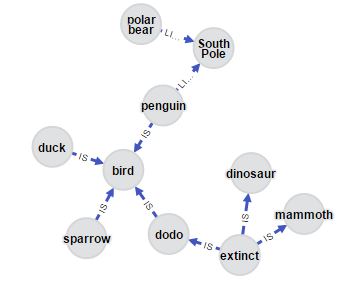 polar
bear
LI...
South
Pole
LI...
penguin
IS
duck
IS
bird
dinosaur
IS
IS
IS
mammoth
sparrow
dodo
IS
IS
extinct